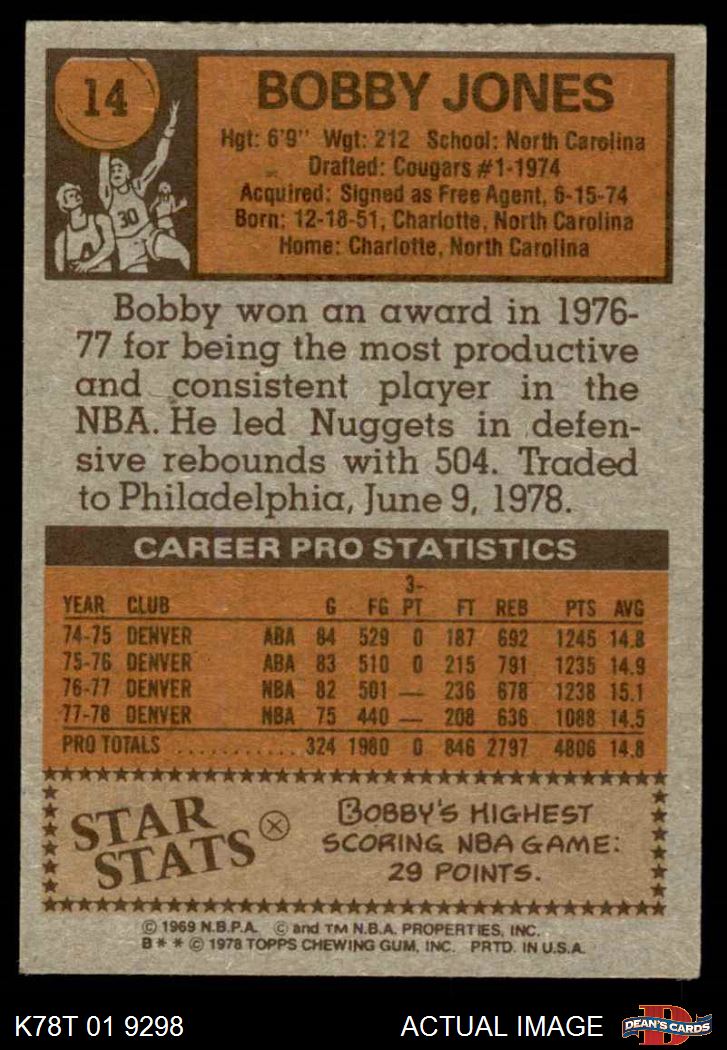 14
30
BOBBY JONES
Hgt: 6'9" Wgt: 212 School: North Carolina
Drafted: Cougars #1-1974
Acquired: Signed as Free Agent, 6-15-74
Born: 12-18-51, Charlotte, North Carolina
Home: Charlotte, North Carolina
Bobby won an award in 1976-
77 for being the most productive
and consistent player in the
NBA. He led Nuggets in defen-
sive rebounds with 504. Traded
to Philadelphia, June 9, 1978.
CAREER PRO STATISTICS
YEAR CLUB G FG 3-PT FT REB PTS AVG
74-75 DENVER ABA 84 529 0 187 692 1245 14.8
75-76 DENVER ABA 83 510 0 215 791 1235 14.9
76-77 DENVER NBA 82 501 — 236 678 1238 15.1
77-78 DENVER NBA 75 440 — 208 636 1088 14.5
PRO TOTALS ............ 324 1980 0 846 2797 4806 14.8
STAR
STATS
BOBBY'S HIGHEST
SCORING NBA GAME:
29 POINTS.
© 1969 N.B.P.A. © and TM N.B.A. PROPERTIES, INC.
B * * © 1978 TOPPS CHEWING GUM, INC. PRTD. IN U.S.A.
K78T 01 9298
ACTUAL IMAGE
D
DEAN'S CARDS